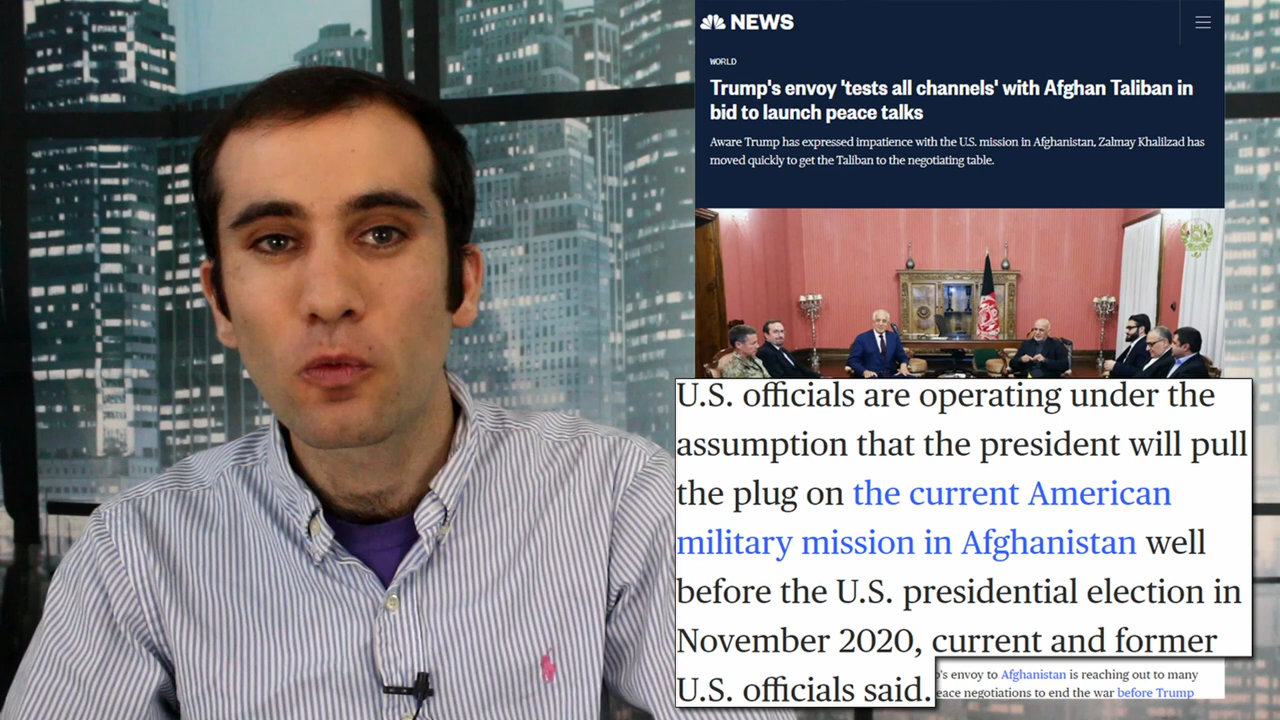 NEWS
WORLD
Trump's envoy 'tests all channels' with Afghan Taliban in
bid to launch peace talks
Aware Trump has expressed impatience with the U.S. mission in Afghanistan, Zalmay Khalilzad has
moved quickly to get the Taliban to the negotiating table.
U.S. officials are operating under the
assumption that the president will pull
the plug on the current American
military mission in Afghanistan well
before the U.S. presidential election in
November 2020, current and former
U.S. officials said.
's envoy to Afghanistan is reaching out to many
eace negotiations to end the war before Trump